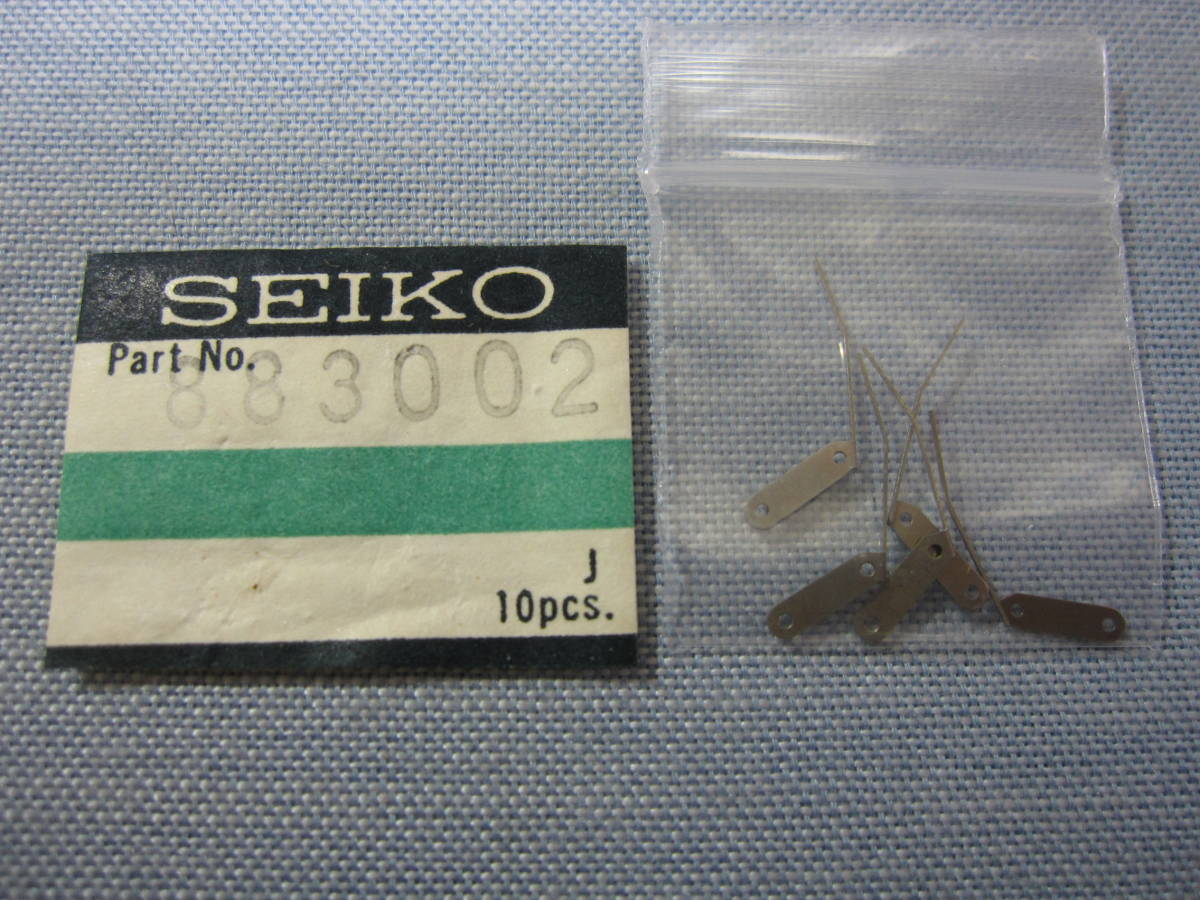 SEIKO
Part No. 883002
J
10pcs.